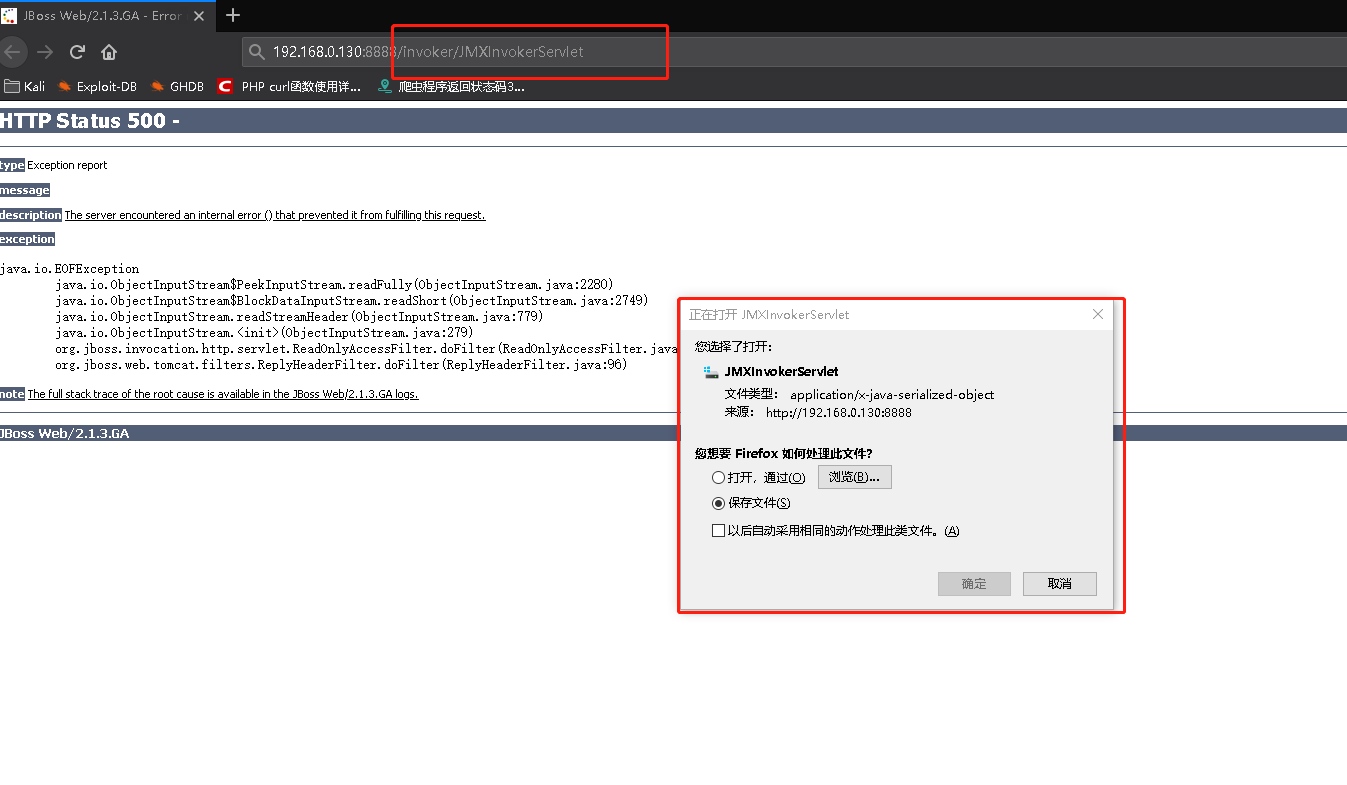 JBoss Web/2.1.3.GA - Error
192.168.0.130:8888/invoker/JMXInvokerServlet
Kali Exploit-DB GHDB PHP curl函数使用详... 爬虫程序返回状态码3...
HTTP Status 500 -
type Exception report
message
description The server encountered an internal error () that prevented it from fulfilling this request.
exception
java.io.EOFException
java.io.ObjectInputStream$PeekInputStream.readFully(ObjectInputStream.java:2280)
java.io.ObjectInputStream$BlockDataInputStream.readShort(ObjectInputStream.java:2749)
java.io.ObjectInputStream.readStreamHeader(ObjectInputStream.java:779)
java.io.ObjectInputStream.<init>(ObjectInputStream.java:279)
org.jboss.invocation.http.servlet.ReadOnlyAccessFilter.doFilter(ReadOnlyAccessFilter.java
org.jboss.web.tomcat.filters.ReplyHeaderFilter.doFilter(ReplyHeaderFilter.java:96)
note The full stack trace of the root cause is available in the JBoss Web/2.1.3.GA logs.
JBoss Web/2.1.3.GA
正在打开 JMXInvokerServlet
您选择了打开:
JMXInvokerServlet
文件类型: application/x-java-serialized-object
来源: http://192.168.0.130:8888
您想要 Firefox 如何处理此文件?
打开，通过(O) 浏览(B)...
保存文件(S)
以后自动采用相同的动作处理此类文件。(A)
确定 取消